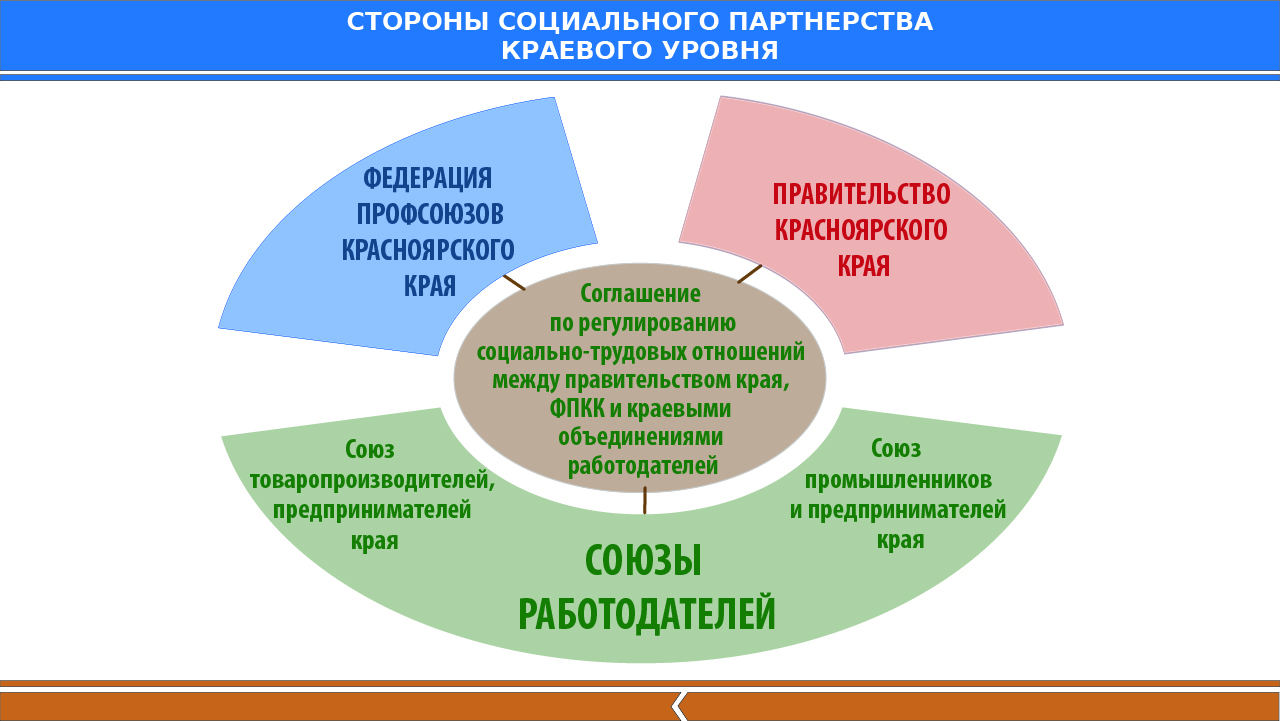 СТОРОНЫ СОЦИАЛЬНОГО ПАРТНЕРСТВА
КРАЕВОГО УРОВНЯ
ФЕДЕРАЦИЯ
ПРОФСОЮЗОВ
КРАСНОЯРСКОГО
КРАЯ
ПРАВИТЕЛЬСТВО
КРАСНОЯРСКОГО
КРАЯ
Соглашение
по регулированию
социально-трудовых отношений
между правительством края,
ФПКК и краевыми
объединениями
работодателей
Союз
товаропроизводителей,
предпринимателей
края
Союз
промышленников
и предпринимателей
края
СОЮЗЫ
РАБОТОДАТЕЛЕЙ